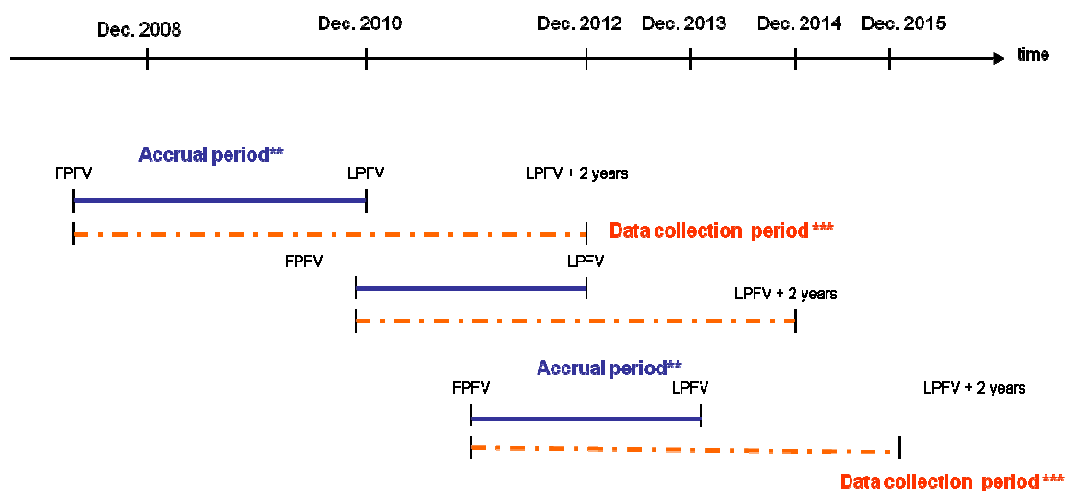 Dec. 2008
Dec. 2010
Dec. 2012
Dec. 2013
Dec. 2014
Dec. 2015
time
Accrual period**
FPFV
LPFV
LPFV + 2 years
Data collection period ***
FPFV
LPFV
LPFV + 2 years
Accrual period**
FPFV
LPFV
LPFV + 2 years
Data collection period ***